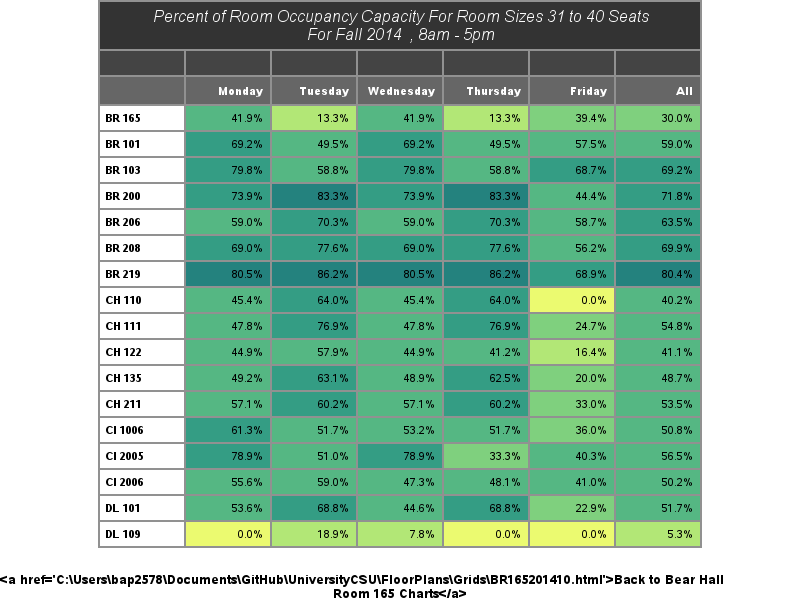 Percent of Room Occupancy Capacity For Room Sizes 31 to 40 Seats
For Fall 2014 , 8am - 5pm
Monday Tuesday Wednesday Thursday Friday All
BR 165 41.9% 13.3% 41.9% 13.3% 39.4% 30.0%
BR 101 69.2% 49.5% 69.2% 49.5% 57.5% 59.0%
BR 103 79.8% 58.8% 79.8% 58.8% 68.7% 69.2%
BR 200 73.9% 83.3% 73.9% 83.3% 44.4% 71.8%
BR 206 59.0% 70.3% 59.0% 70.3% 58.7% 63.5%
BR 208 69.0% 77.6% 69.0% 77.6% 56.2% 69.9%
BR 219 80.5% 86.2% 80.5% 86.2% 68.9% 80.4%
CH 110 45.4% 64.0% 45.4% 64.0% 0.0% 40.2%
CH 111 47.8% 76.9% 47.8% 76.9% 24.7% 54.8%
CH 122 44.9% 57.9% 44.9% 41.2% 16.4% 41.1%
CH 135 49.2% 63.1% 48.9% 62.5% 20.0% 48.7%
CH 211 57.1% 60.2% 57.1% 60.2% 33.0% 53.5%
CI 1006 61.3% 51.7% 53.2% 51.7% 36.0% 50.8%
CI 2005 78.9% 51.0% 78.9% 33.3% 40.3% 56.5%
CI 2006 55.6% 59.0% 47.3% 48.1% 41.0% 50.2%
DL 101 53.6% 68.8% 44.6% 68.8% 22.9% 51.7%
DL 109 0.0% 18.9% 7.8% 0.0% 0.0% 5.3%
<a href='C:\Users\bap2578\Documents\GitHub\UniversityCSU\FloorPlans\Grids\BR165201410.html'>Back to Bear Hall
Room 165 Charts</a>